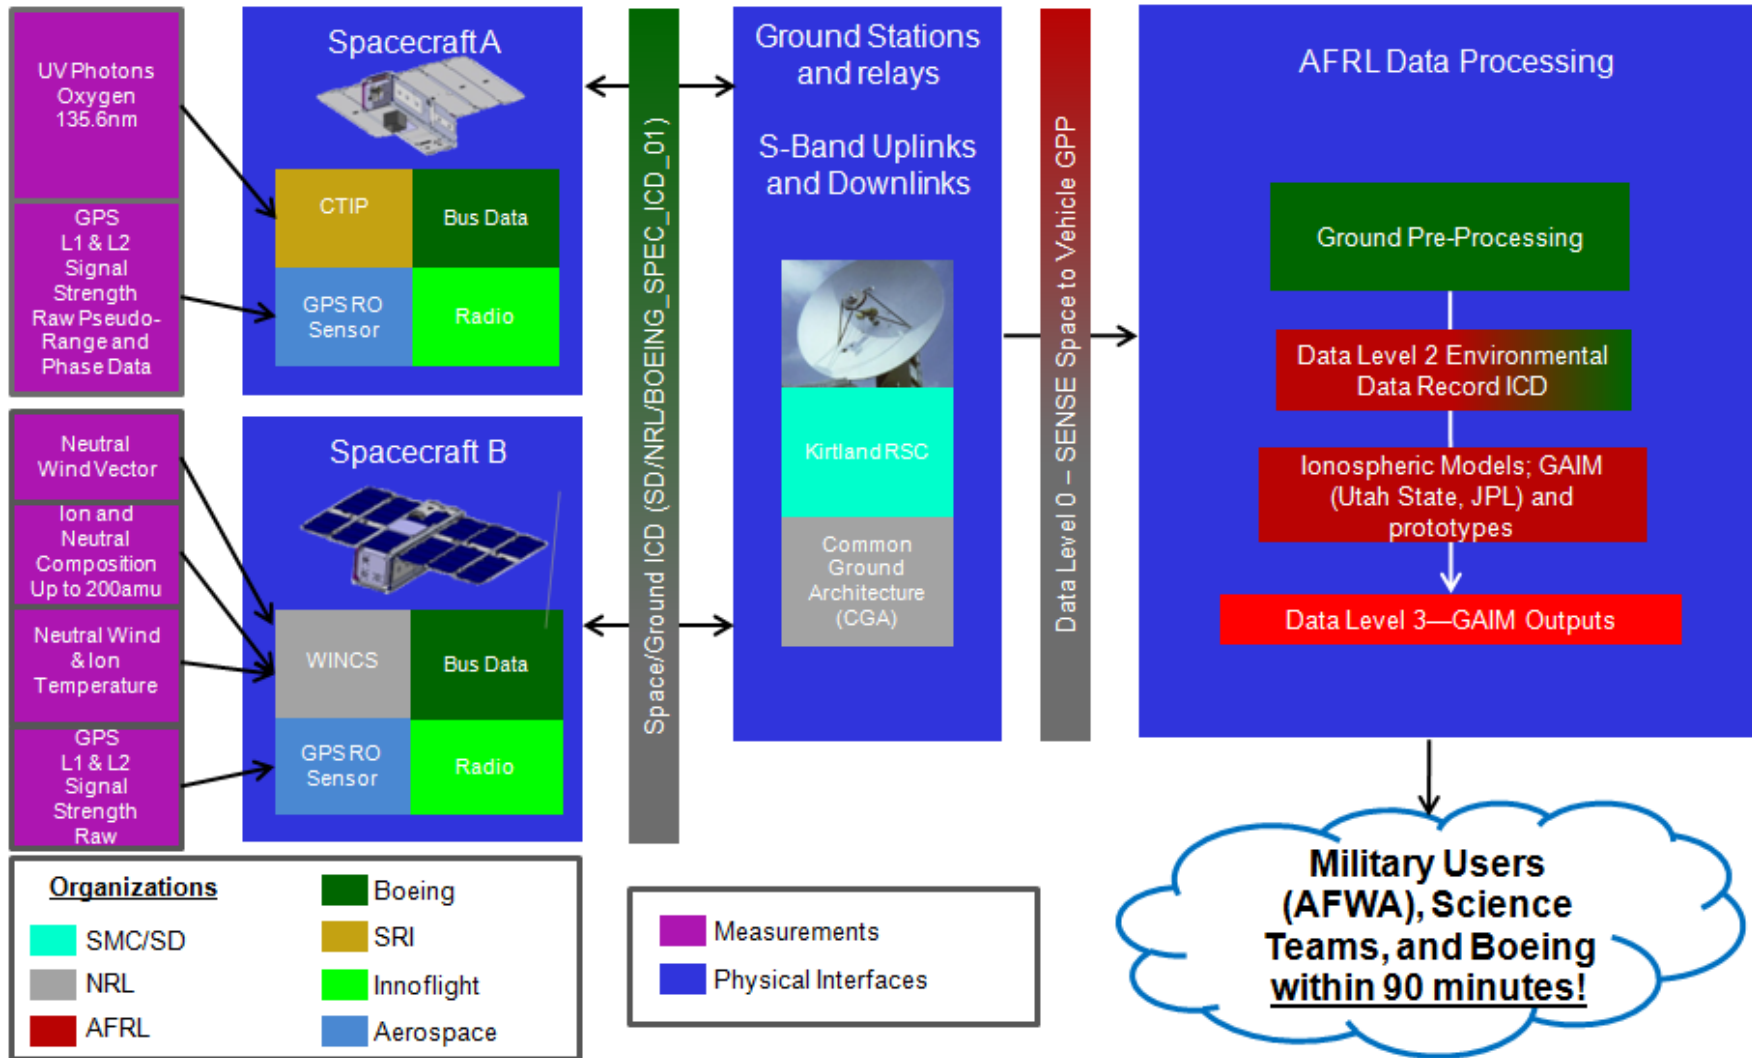 UV Photons
Oxygen
135.6nm
GPS
L1 & L2
Signal
Strength
Raw Pseudo-
Range and
Phase Data
Neutral
Wind Vector
Ion and
Neutral
Composition
Up to 200amu
Neutral Wind
& Ion
Temperature
GPS
L1 & L2
Signal
Strength
Raw
Spacecraft A
CTIP
Bus Data
GPS RO
Sensor
Radio
Spacecraft B
WINCS
Bus Data
GPS RO
Sensor
Radio
Space/Ground ICD (SD/NRL/BOEING_SPEC_ICD_01)
Ground Stations
and relays
S-Band Uplinks
and Downlinks
Kirtland RSC
Common
Ground
Architecture
(CGA)
Data Level 0 – SENSE Space to Vehicle GPP
AFRL Data Processing
Ground Pre-Processing
Data Level 2 Environmental
Data Record ICD
Ionospheric Models; GAIM
(Utah State, JPL) and
prototypes
Data Level 3—GAIM Outputs
Military Users
(AFWA), Science
Teams, and Boeing
within 90 minutes!
Organizations
SMC/SD
NRL
AFRL
Boeing
SRI
Innoflight
Aerospace
Measurements
Physical Interfaces